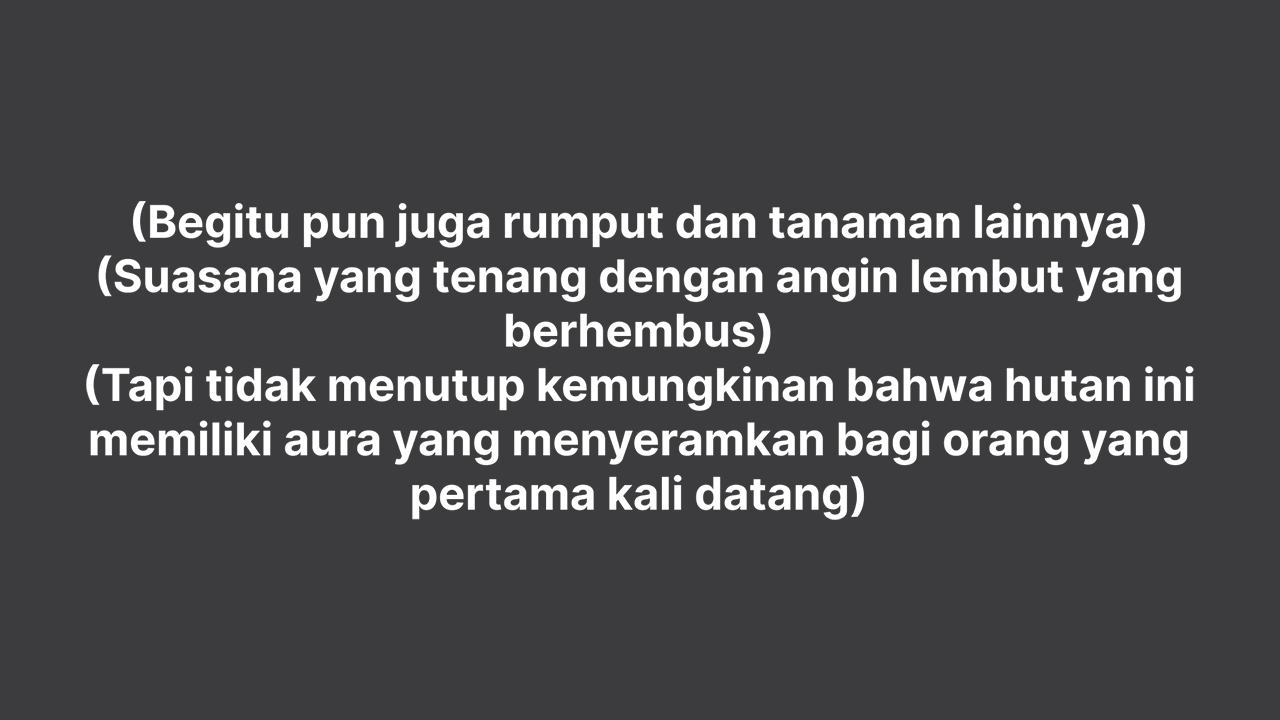 (Begitu pun juga rumput dan tanaman lainnya)
(Suasana yang tenang dengan angin lembut yang
berhembus)
(Tapi tidak menutup kemungkinan bahwa hutan ini
memiliki aura yang menyeramkan bagi orang yang
pertama kali datang)